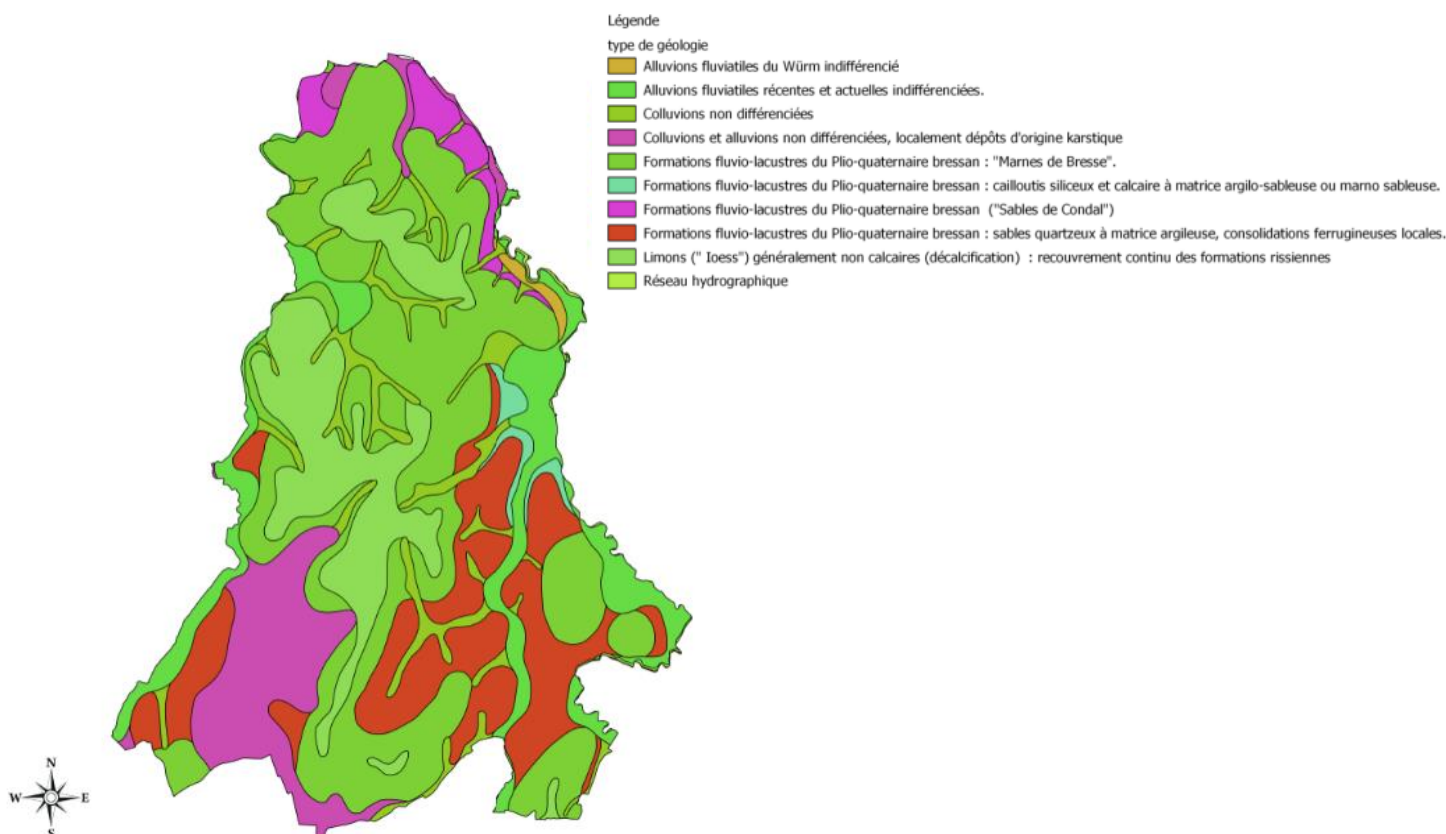 Légende
type de géologie
Alluvions fluviatiles du Würm indifférencié
Alluvions fluviatiles récentes et actuelles indifférenciées.
Colluvions non différenciées
Colluvions et alluvions non différenciées, localement dépôts d'origine karstique
Formations fluvio-lacustres du Plio-quaternaire bressan : "Marnes de Bresse".
Formations fluvio-lacustres du Plio-quaternaire bressan : cailloutis siliceux et calcaire à matrice argilo-sableuse ou marno sableuse.
Formations fluvio-lacustres du Plio-quaternaire bressan ("Sables de Condal")
Formations fluvio-lacustres du Plio-quaternaire bressan : sables quartzeux à matrice argileuse, consolidations ferrugineuses locales.
Limons (" loess") généralement non calcaires (décalcification) : recouvrement continu des formations rissiennes
Réseau hydrographique
N
W E
S